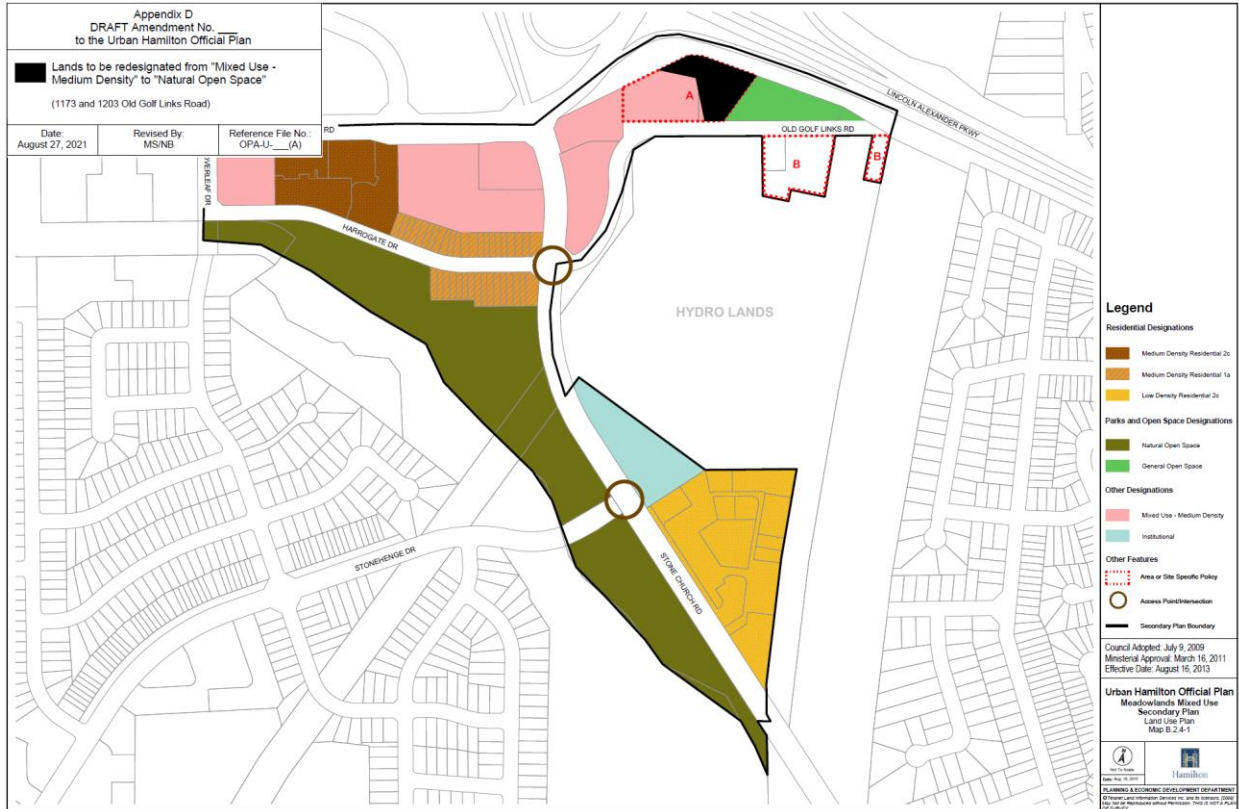 Appendix D
DRAFT Amendment No. ___
to the Urban Hamilton Official Plan
Lands to be redesignated from "Mixed Use -
Medium Density" to "Natural Open Space"
(1173 and 1203 Old Golf Links Road)
Date:
August 27, 2021
Revised By:
MS/NB
Reference File No.:
OPA-U-___(A)
RD
A
LINCOLN ALEXANDER PKWY
OLD GOLF LINKS RD
B
B
OVERLEAF DR
HARROGATE DR
HYDRO LANDS
STONEHENGE DR
STONE CHURCH RD
Legend
Residential Designations
Medium Density Residential 2c
Medium Density Residential 1a
Low Density Residential 2c
Parks and Open Space Designations
Natural Open Space
General Open Space
Other Designations
Mixed Use - Medium Density
Institutional
Other Features
Area or Site Specific Policy
Access Point/Intersection
Secondary Plan Boundary
Council Adopted: July 9, 2009
Ministerial Approval: March 16, 2011
Effective Date: August 16, 2013
Urban Hamilton Official Plan
Meadowlands Mixed Use
Secondary Plan
Land Use Plan
Map B.2.4-1
N
Not To Scale
Hamilton
PLANNING & ECONOMIC DEVELOPMENT DEPARTMENT